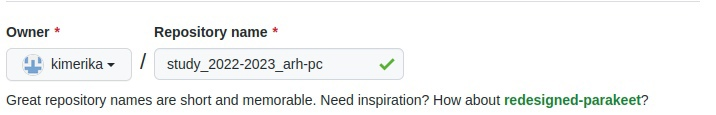 Owner * Repository name *
kimerika / study_2022-2023_arh-pc
Great repository names are short and memorable. Need inspiration? How about redesigned-parakeet?